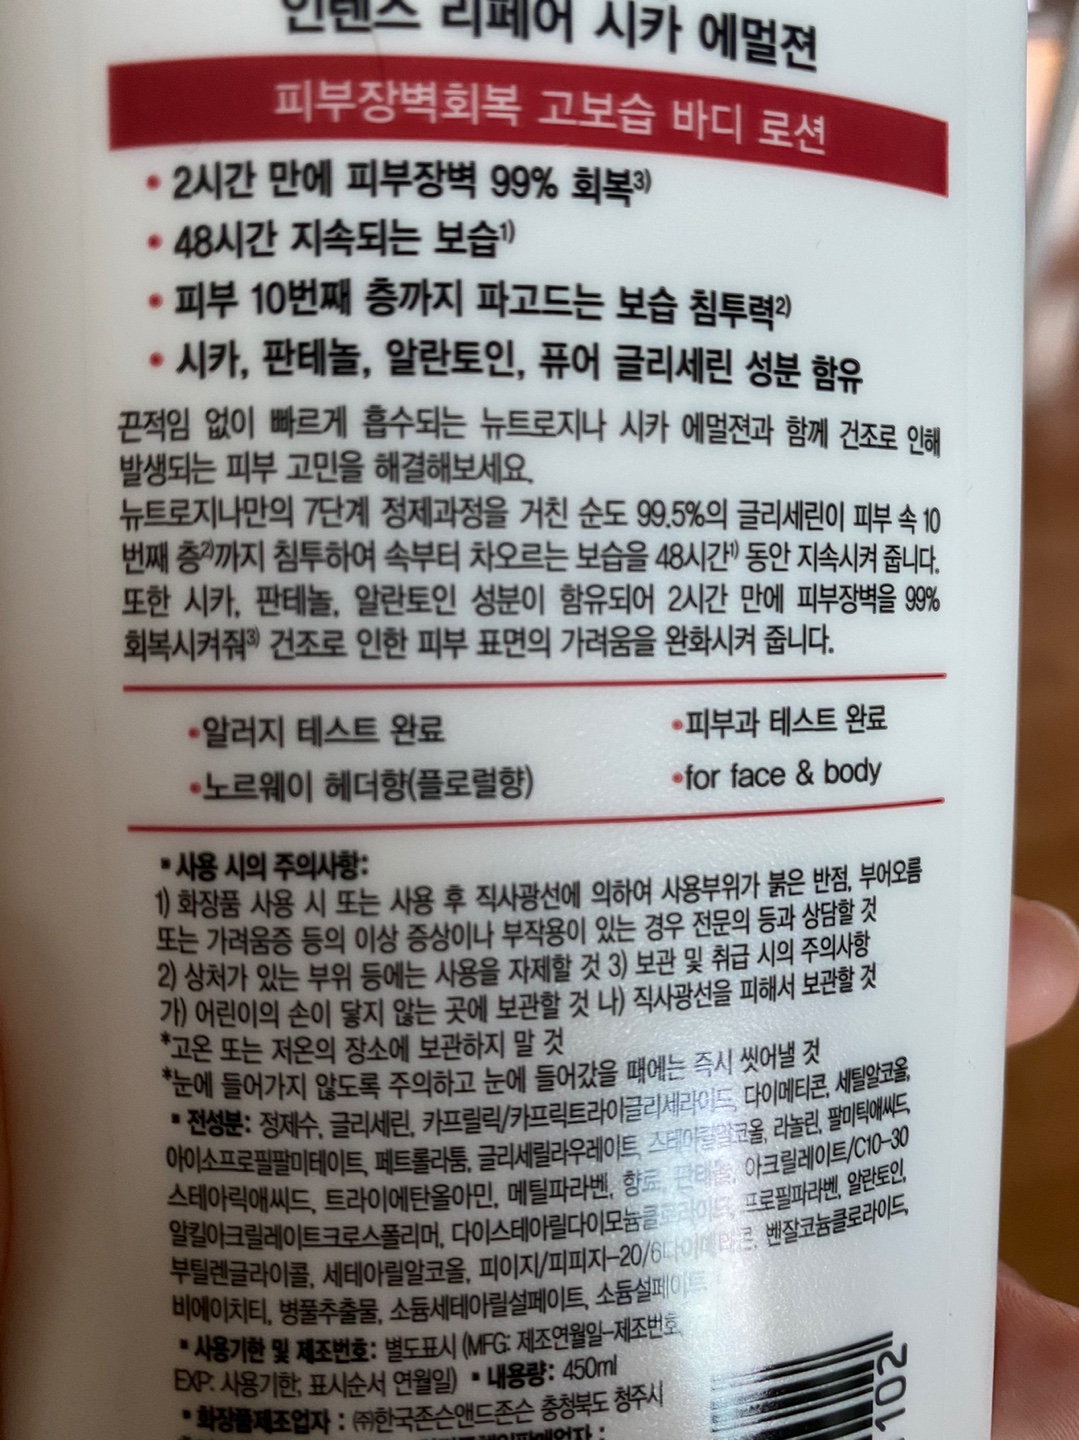 인텐스 리페어 시카 에멀젼
피부장벽회복 고보습 바디 로션
• 2시간 만에 피부장벽 99% 회복3)
• 48시간 지속되는 보습1)
• 피부 10번째 층까지 파고드는 보습 침투력2)
• 시카, 판테놀, 알란토인, 퓨어 글리세린 성분 함유
끈적임 없이 빠르게 흡수되는 뉴트로지나 시카 에멀젼과 함께 건조로 인해
발생되는 피부 고민을 해결해보세요.
뉴트로지나만의 7단계 정제과정을 거친 순도 99.5%의 글리세린이 피부 속 10
번째 층2)까지 침투하여 속부터 차오르는 보습을 48시간1) 동안 지속시켜 줍니다.
또한 시카, 판테놀, 알란토인 성분이 함유되어 2시간 만에 피부장벽을 99%
회복시켜줘3) 건조로 인한 피부 표면의 가려움을 완화시켜 줍니다.
•알러지 테스트 완료 •피부과 테스트 완료
•노르웨이 헤더향(플로럴향) •for face & body
▪사용 시의 주의사항:
1) 화장품 사용 시 또는 사용 후 직사광선에 의하여 사용부위가 붉은 반점, 부어오름
또는 가려움증 등의 이상 증상이나 부작용이 있는 경우 전문의 등과 상담할 것
2) 상처가 있는 부위 등에는 사용을 자제할 것 3) 보관 및 취급 시의 주의사항
가) 어린이의 손이 닿지 않는 곳에 보관할 것 나) 직사광선을 피해서 보관할 것
*고온 또는 저온의 장소에 보관하지 말 것
*눈에 들어가지 않도록 주의하고 눈에 들어갔을 때에는 즉시 씻어낼 것
▪전성분: 정제수, 글리세린, 카프릴릭/카프릭트라이글리세라이드, 다이메티콘, 세틸알코올,
아이소프로필팔미테이트, 페트롤라툼, 글리세릴라우레이트, 스테아릴알코올, 라놀린, 팔미틱애씨드,
스테아릭애씨드, 트라이에탄올아민, 메틸파라벤, 향료, 판테놀, 아크릴레이트/C10-30
알킬아크릴레이트크로스폴리머, 다이스테아릴다이모늄클로라이드, 프로필파라벤, 알란토인,
부틸렌글라이콜, 세테아릴알코올, 피이지/피피지-20/6다이메티콘, 벤잘코늄클로라이드,
비에이치티, 병풀추출물, 소듐세테아릴설페이트, 소듐설페이트
▪사용기한 및 제조번호: 별도표시 (MFG: 제조연월일-제조번호,
EXP: 사용기한, 표시순서 연월일) ▪내용량: 450ml
▪화장품제조업자 : ㈜한국존슨앤드존슨 충청북도 청주시
102